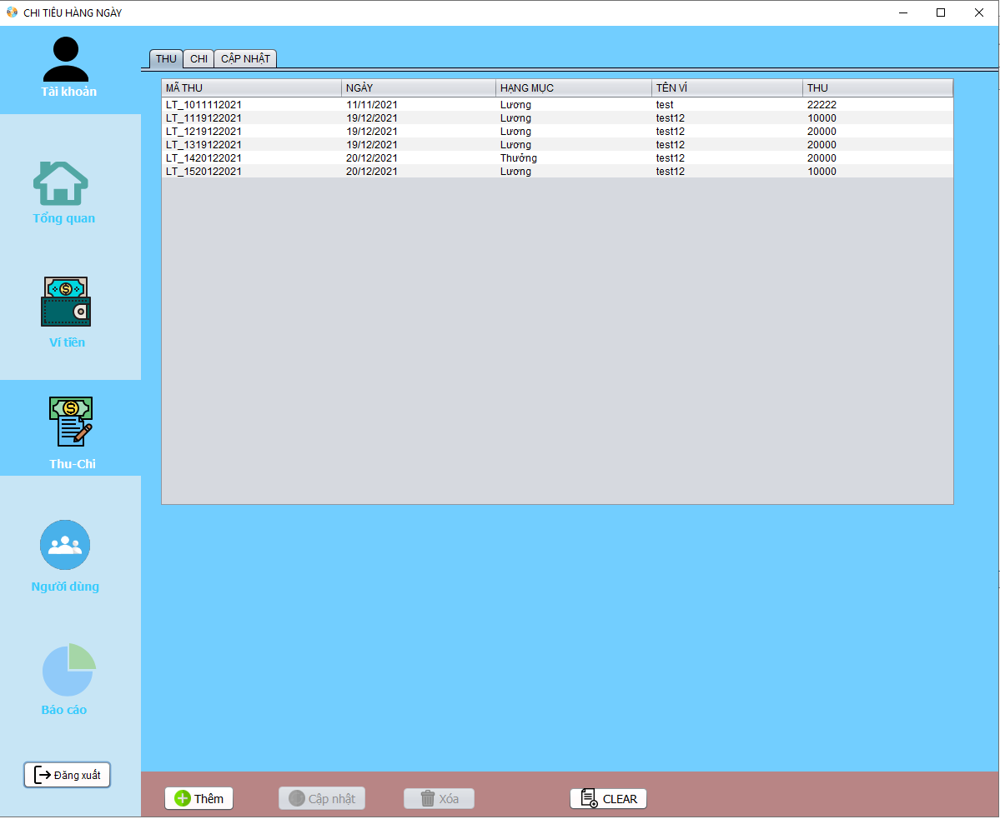 CHI TIÊU HÀNG NGÀY
Tài khoản
Tổng quan
Ví tiền
Thu-Chi
Người dùng
Báo cáo
Đăng xuất
THU CHI CẬP NHẬT
MÃ THU NGÀY HẠNG MỤC TÊN VÍ THU
LT_1011112021 11/11/2021 Lương test 22222
LT_1119122021 19/12/2021 Lương test12 10000
LT_1219122021 19/12/2021 Lương test12 20000
LT_1319122021 19/12/2021 Lương test12 20000
LT_1420122021 20/12/2021 Thưởng test12 20000
LT_1520122021 20/12/2021 Lương test12 10000
Thêm Cập nhật Xóa CLEAR